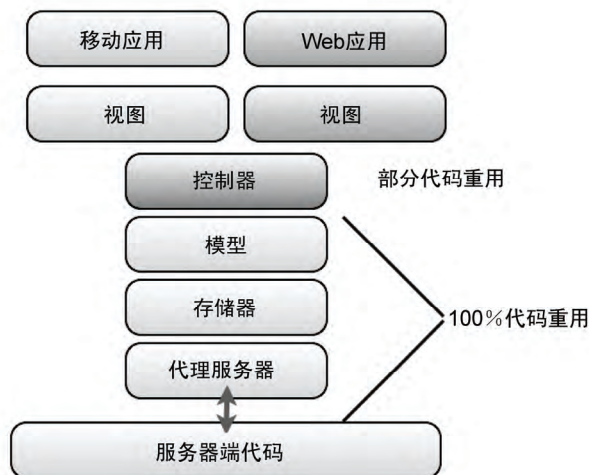 移动应用
Web应用
视图
视图
控制器
部分代码重用
模型
存储器
100%代码重用
代理服务器
服务器端代码